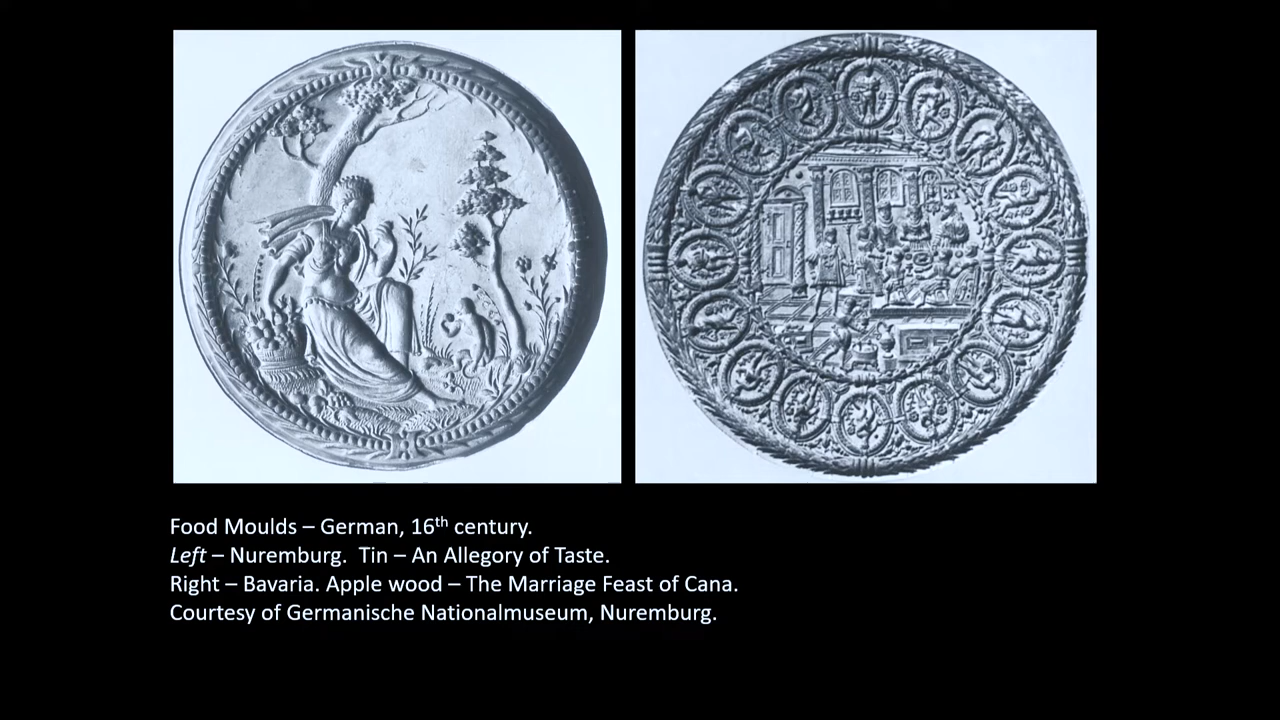 Food Moulds – German, 16th century.
Left – Nuremburg.  Tin – An Allegory of Taste.
Right – Bavaria. Apple wood – The Marriage Feast of Cana.
Courtesy of Germanische Nationalmuseum, Nuremburg.